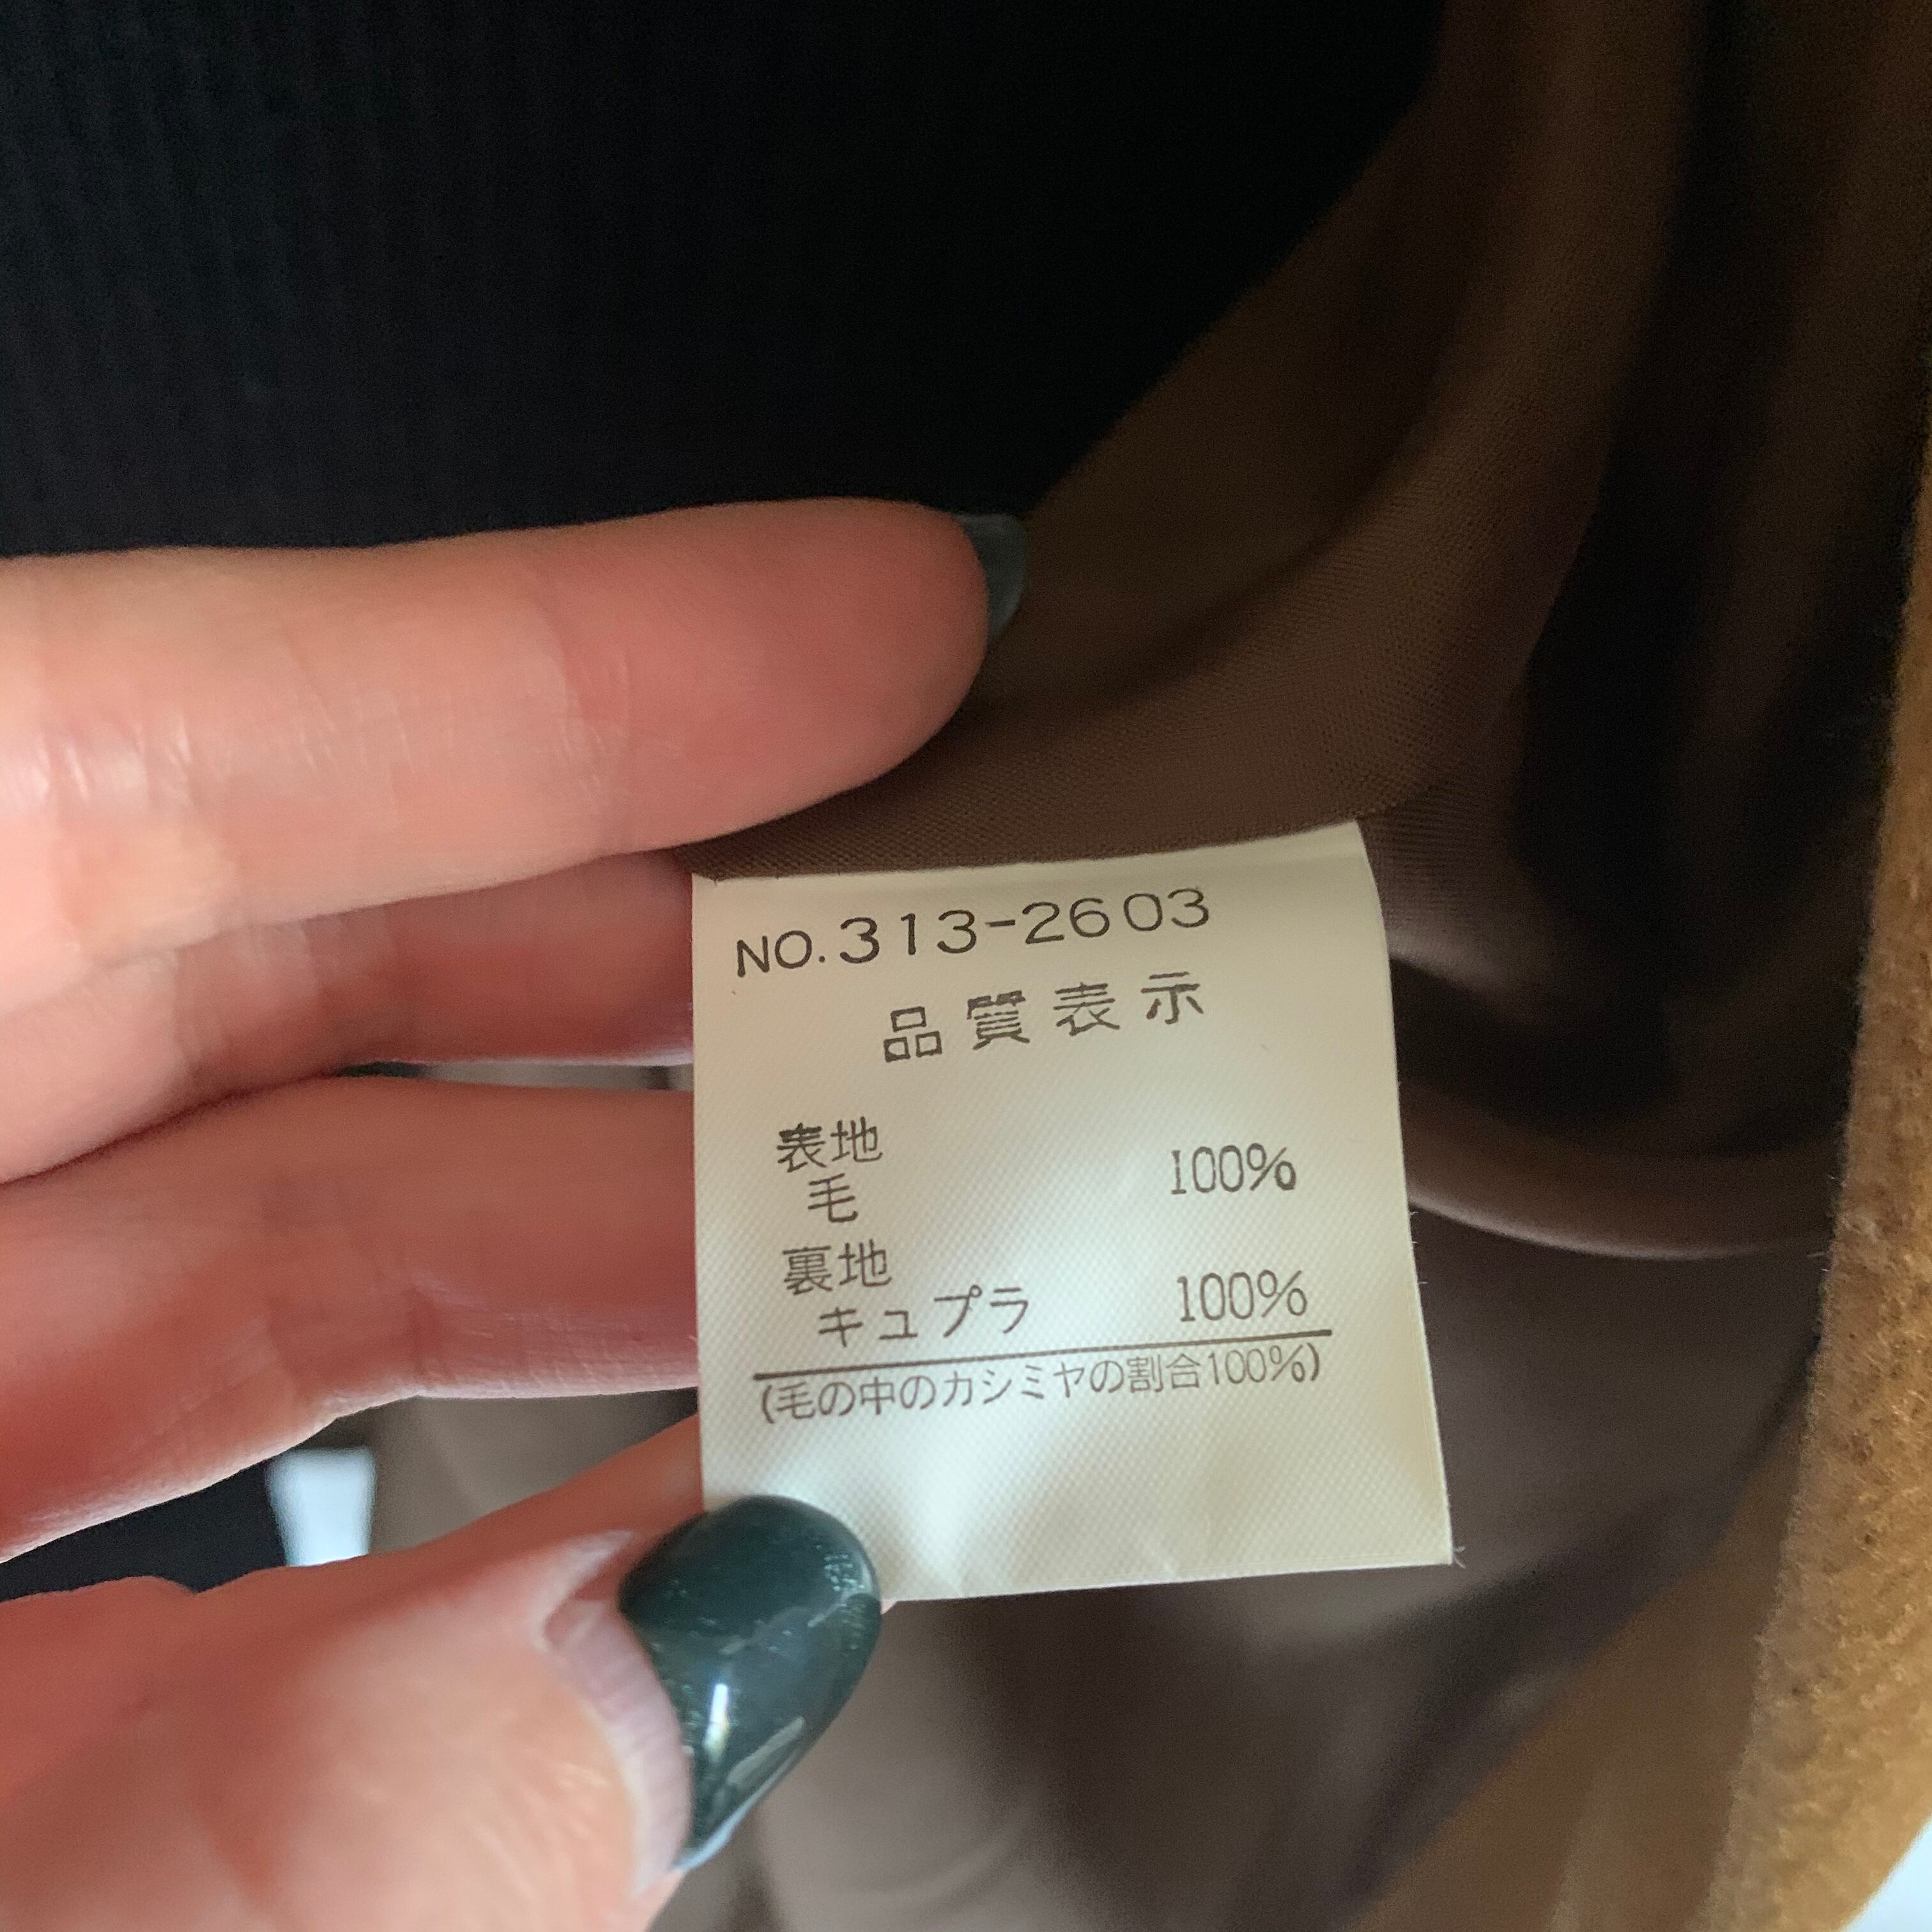 NO.313-2603
品質表示
表地
毛 100%
裏地
キュプラ 100%
(毛の中のカシミヤの割合100%)